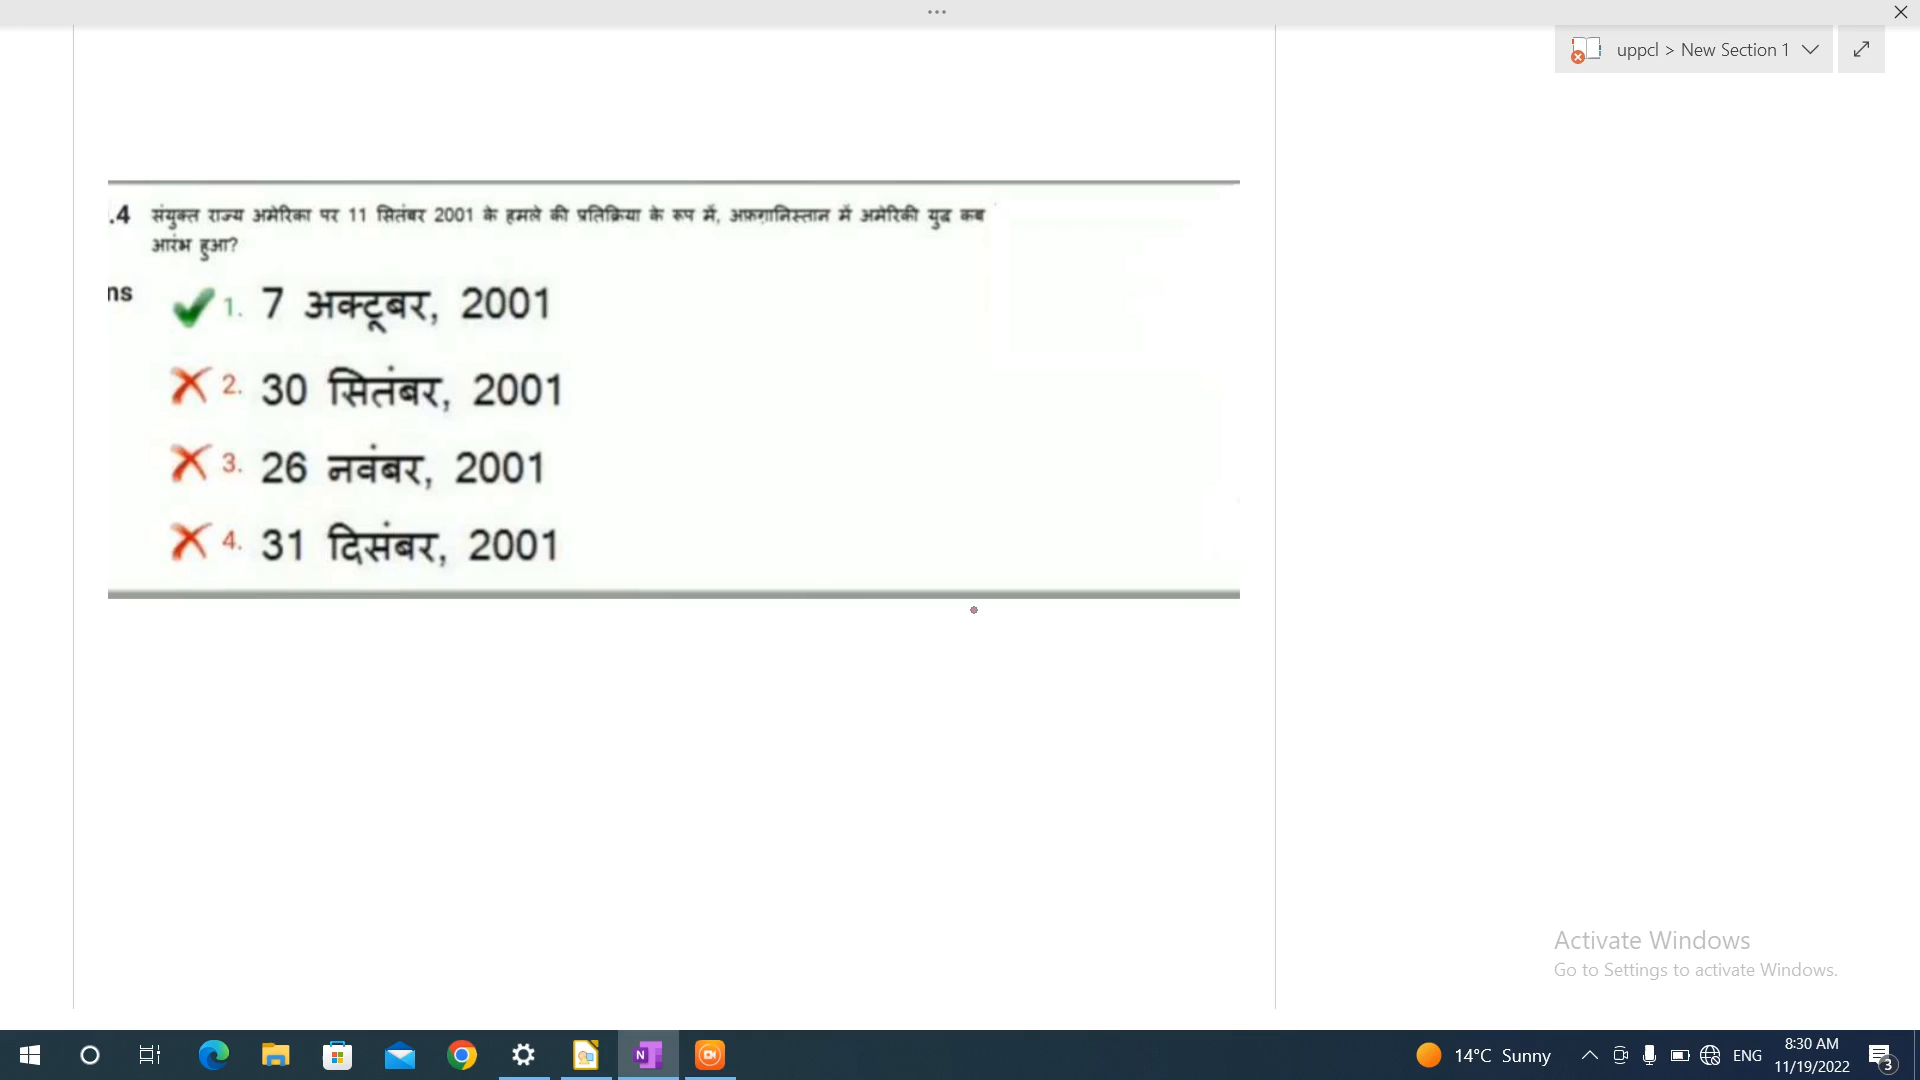 uppcl > New Section 1
.4 संयुक्त राज्य अमेरिका पर 11 सितंबर 2001 के हमले की प्रतिक्रिया के रूप में, अफ़ग़ानिस्तान में अमेरिकी युद्ध कब
आरंभ हुआ?
ns
1. 7 अक्टूबर, 2001
2. 30 सितंबर, 2001
3. 26 नवंबर, 2001
4. 31 दिसंबर, 2001
Activate Windows
Go to Settings to activate Windows.
14°C Sunny
ENG
8:30 AM
11/19/2022
3